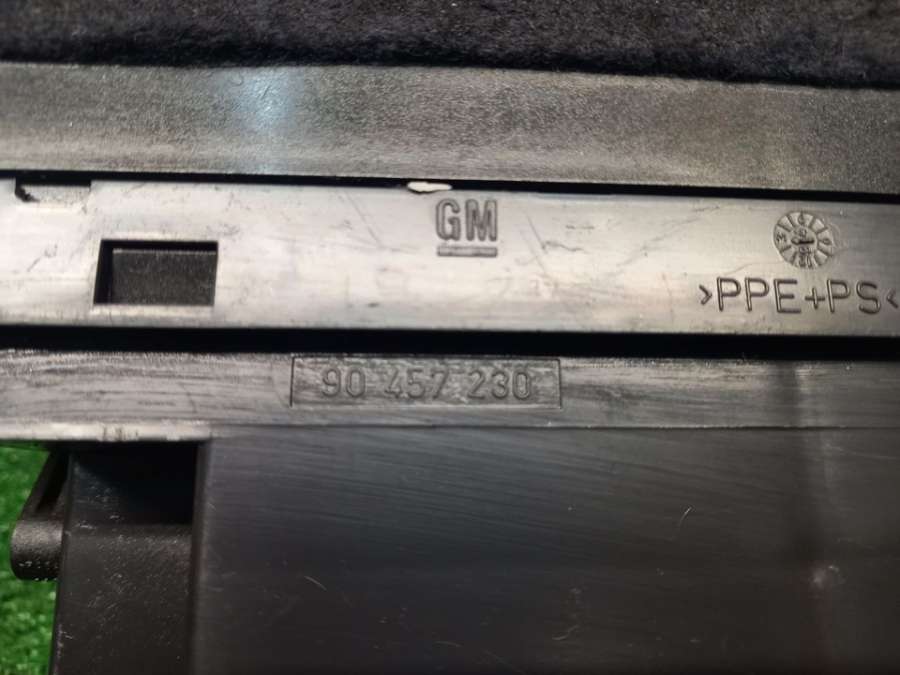 GM
>PPE+PS<
90 457 230